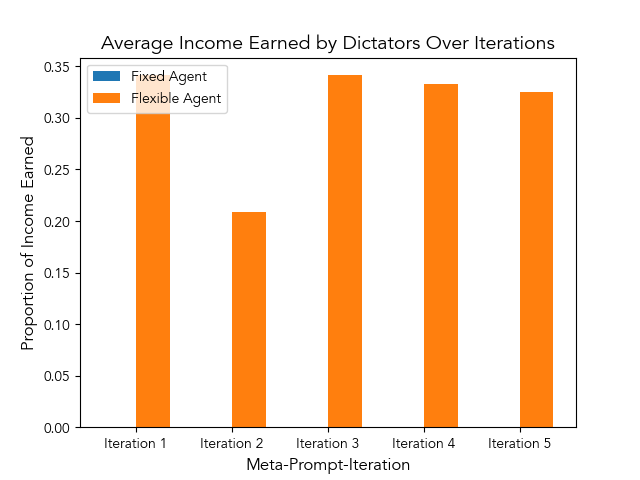 Average Income Earned by Dictators Over Iterations
Fixed Agent
Flexible Agent
Proportion of Income Earned
0.35
0.30
0.25
0.20
0.15
0.10
0.05
0.00
Iteration 1 Iteration 2 Iteration 3 Iteration 4 Iteration 5
Meta-Prompt-Iteration